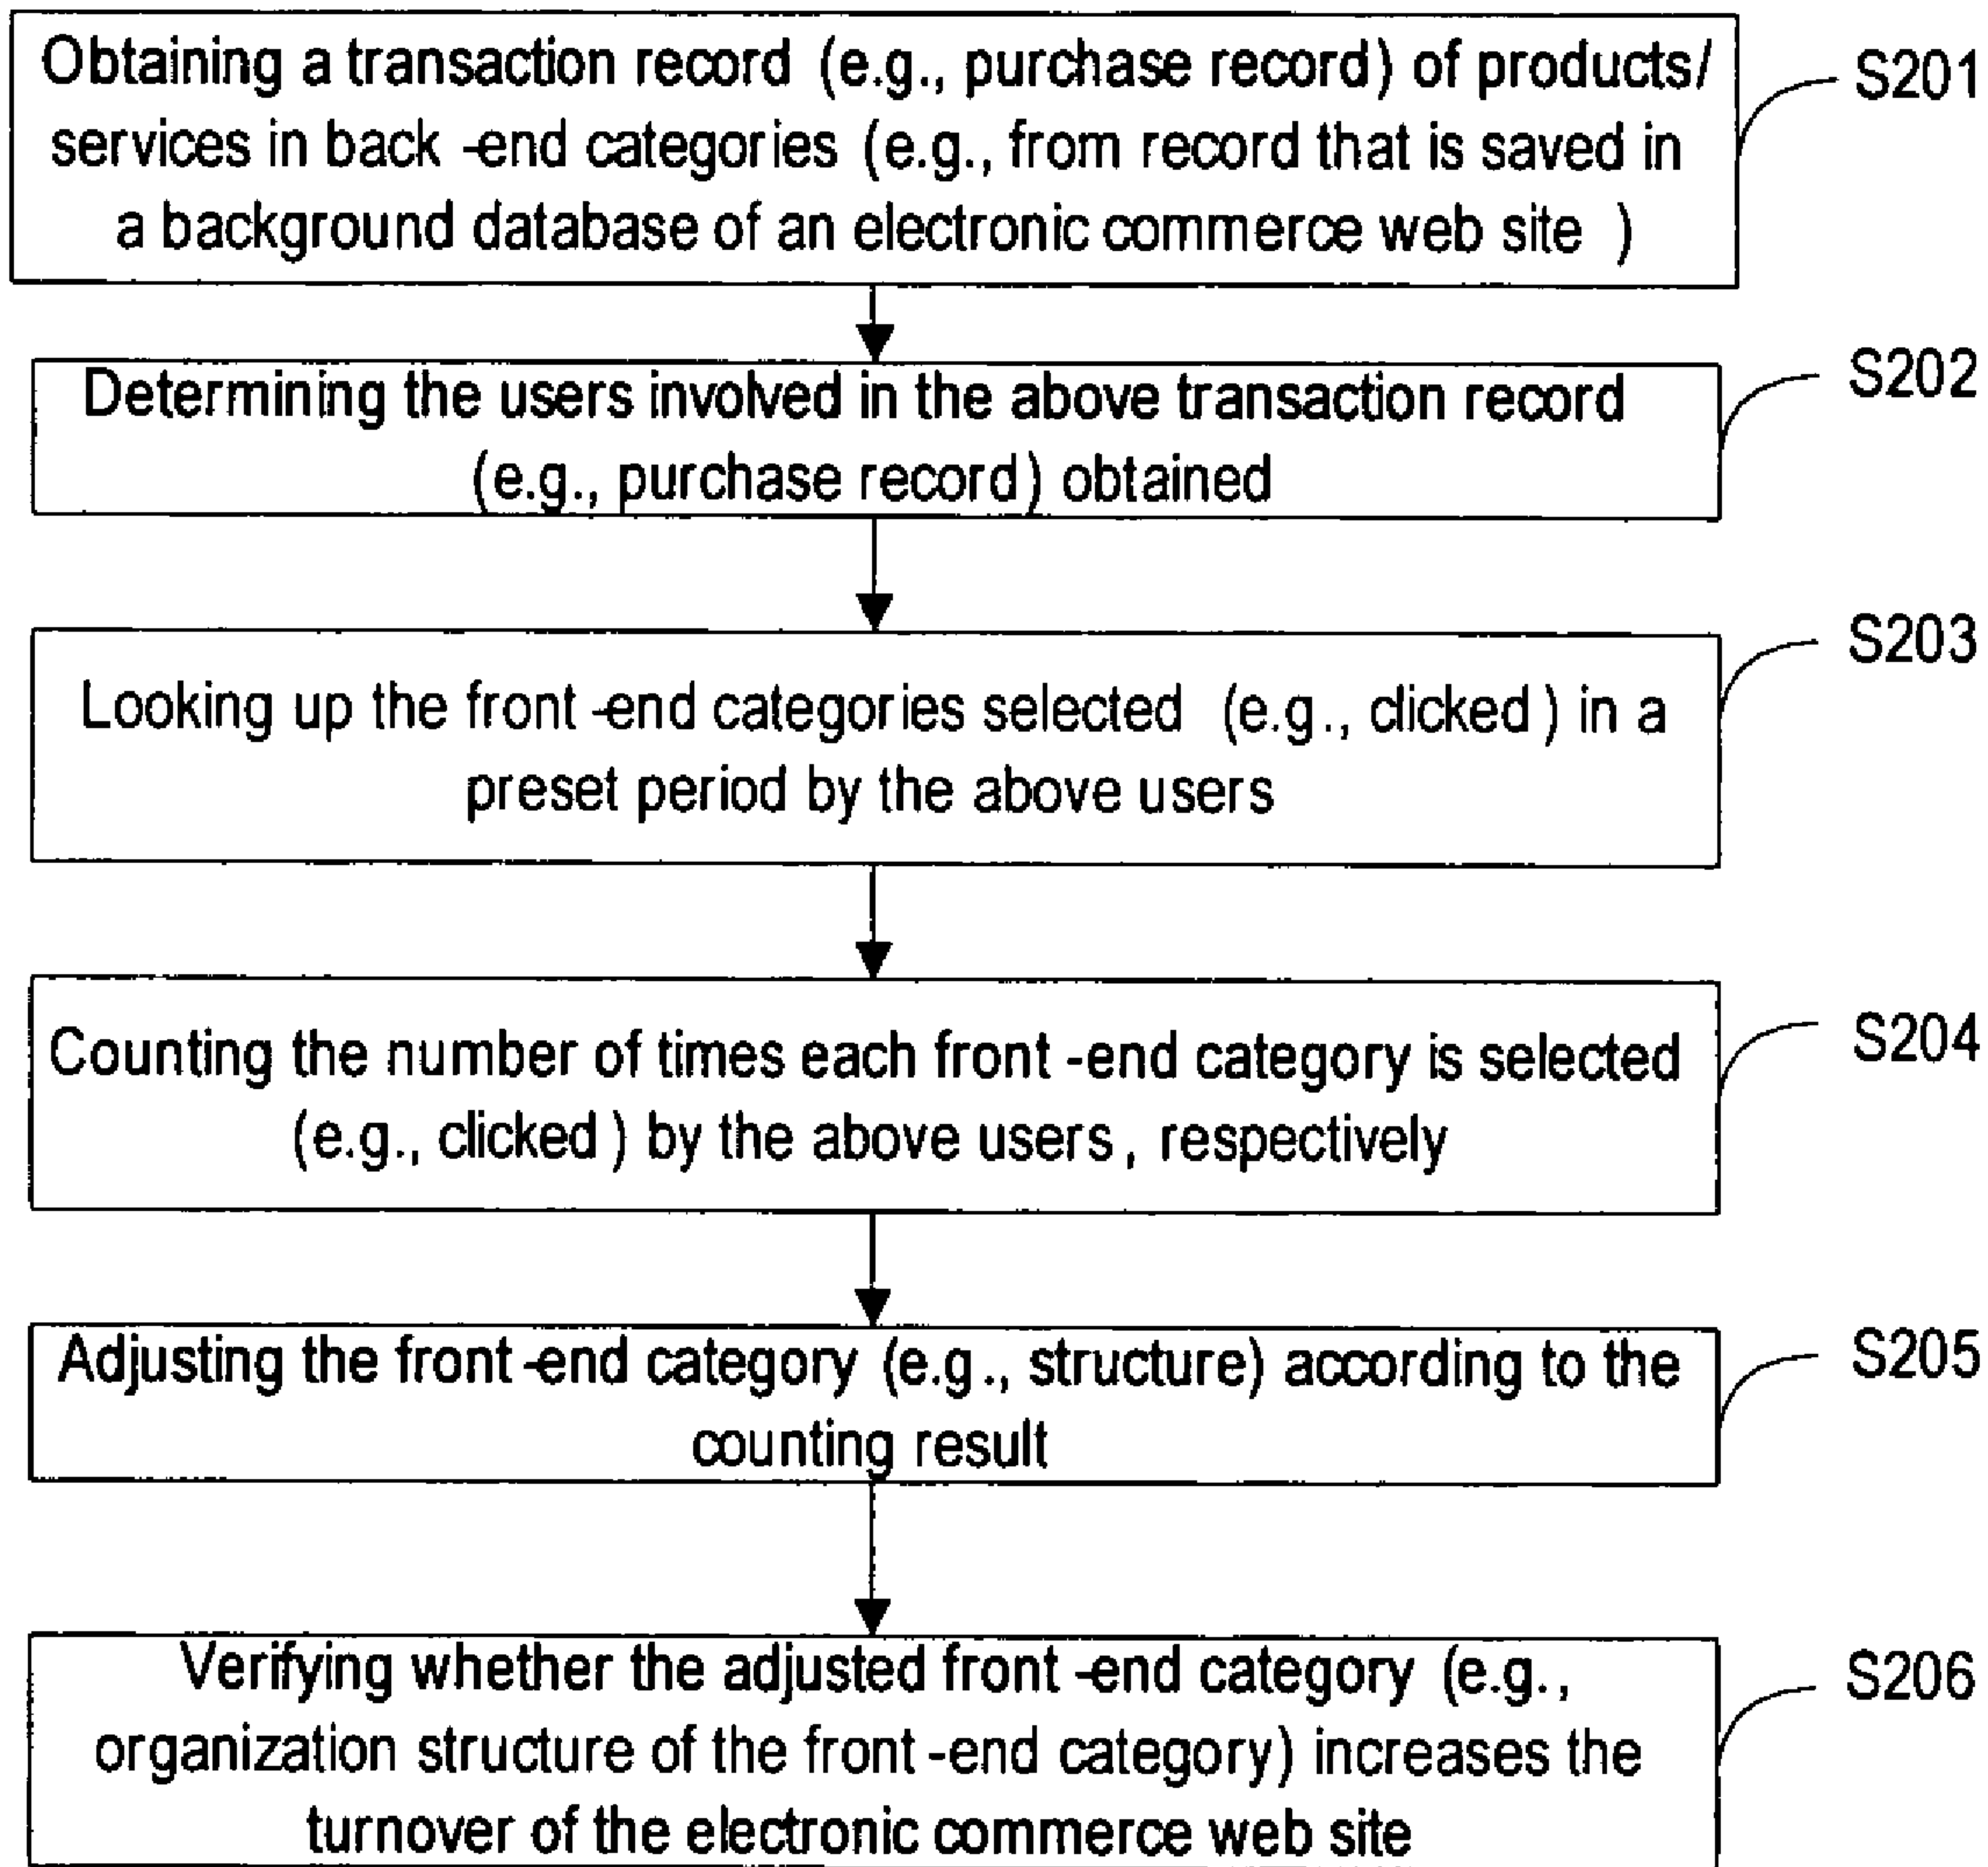 Obtaining a transaction record (e.g., purchase record) of products/
services in back-end categories (e.g., from record that is saved in
a background database of an electronic commerce web site)
S201
Determining the users involved in the above transaction record
(e.g., purchase record) obtained
S202
Looking up the front-end categories selected (e.g., clicked) in a
preset period by the above users
S203
Counting the number of times each front-end category is selected
(e.g., clicked) by the above users, respectively
S204
Adjusting the front-end category (e.g., structure) according to the
counting result
S205
Verifying whether the adjusted front-end category (e.g.,
organization structure of the front-end category) increases the
turnover of the electronic commerce web site
S206